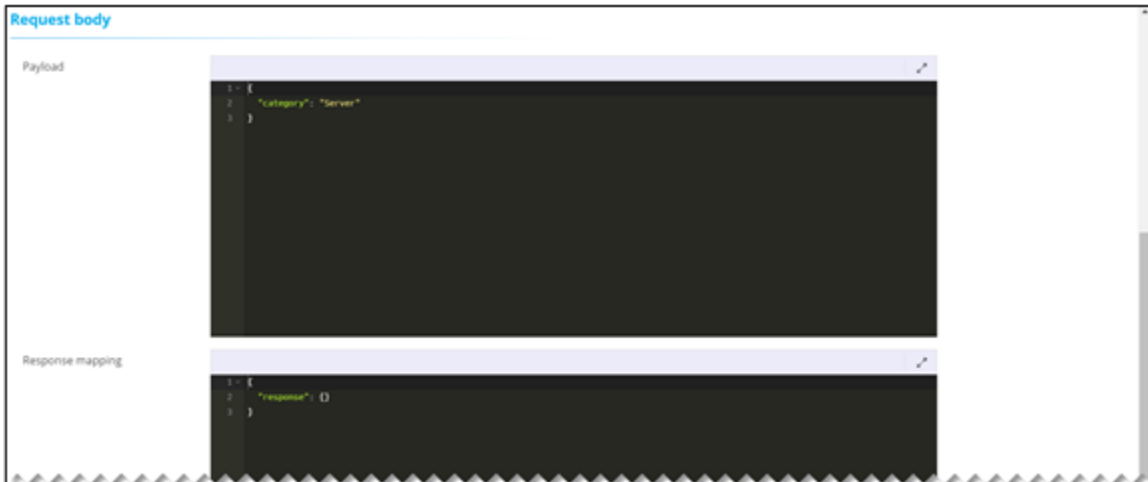 Request body
Payload
1 {
2 "category": "Server"
3 }
Response mapping
1 {
2 "response": {}
3 }